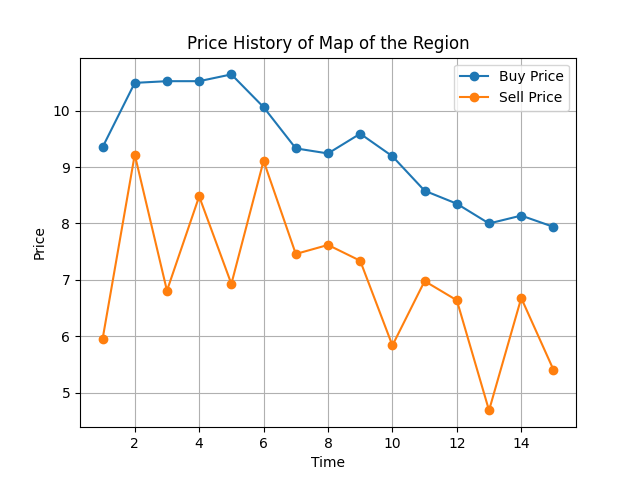 Price History of Map of the Region
Buy Price
Sell Price
Price
10
9
8
7
6
5
2 4 6 8 10 12 14
Time